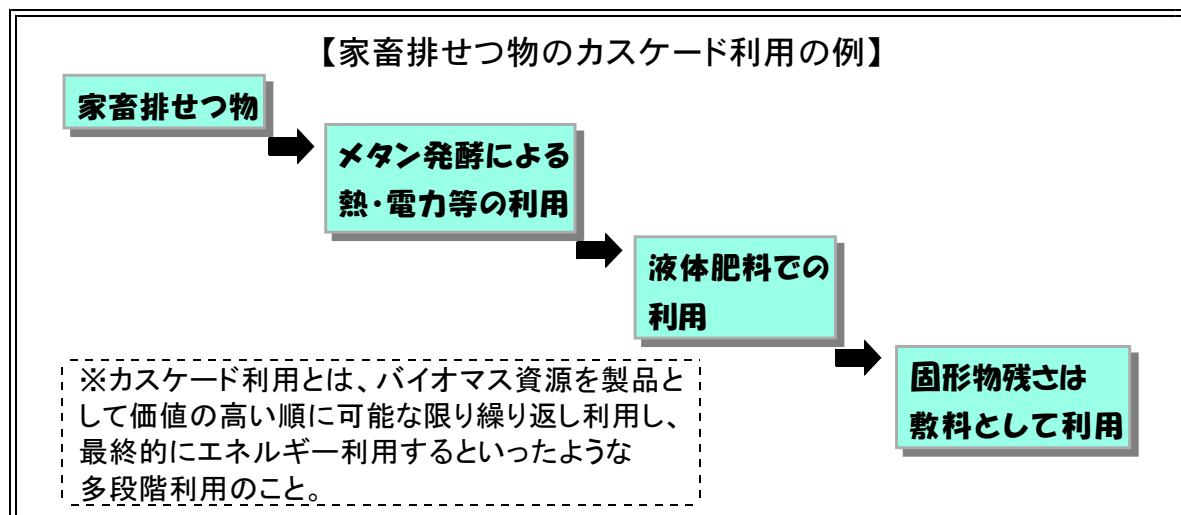 【家畜排せつ物のカスケード利用の例】
家畜排せつ物
メタン発酵による
熱・電力等の利用
液体肥料での
利用
固形物残さは
敷料として利用
※カスケード利用とは、バイオマス資源を製品と
して価値の高い順に可能な限り繰り返し利用し、
最終的にエネルギー利用するといったような
多段階利用のこと。